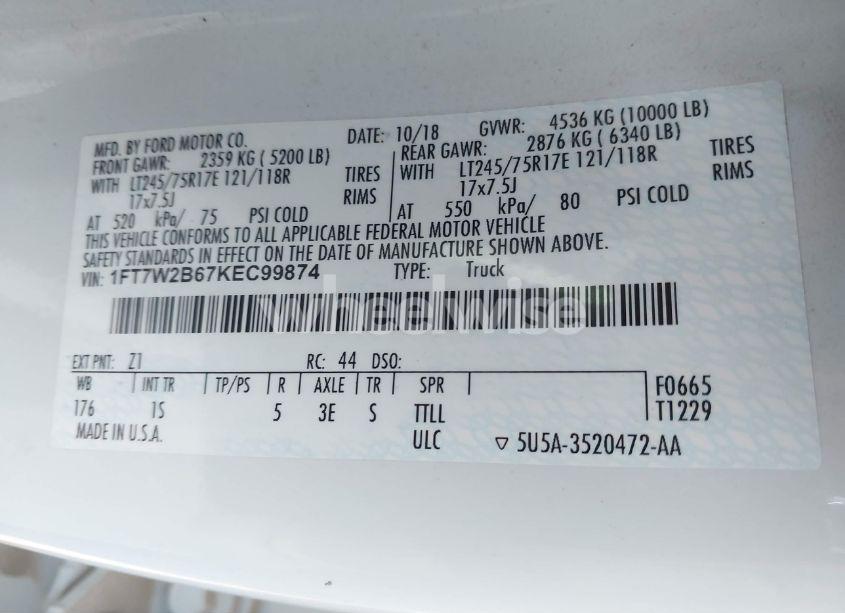 MFD. BY FORD MOTOR CO. DATE: 10/18 GVWR: 4536 KG (10000 LB)
FRONT GAWR: 2359 KG ( 5200 LB) REAR GAWR: 2876 KG ( 6340 LB)
WITH LT245/75R17E 121/118R TIRES WITH LT245/75R17E 121/118R TIRES
17x7.5J RIMS 17x7.5J RIMS
AT 520 kPa/ 75 PSI COLD AT 550 kPa/ 80 PSI COLD
THIS VEHICLE CONFORMS TO ALL APPLICABLE FEDERAL MOTOR VEHICLE
SAFETY STANDARDS IN EFFECT ON THE DATE OF MANUFACTURE SHOWN ABOVE.
VIN: 1FT7W2B67KEC99874 TYPE: Truck
wheelwise
EXT PNT: Z1 RC: 44 DSO:
WB INT TR TP/PS R AXLE TR SPR F0665
176 1S 5 3E S TTLL T1229
MADE IN U.S.A. ULC ▽ 5U5A-3520472-AA